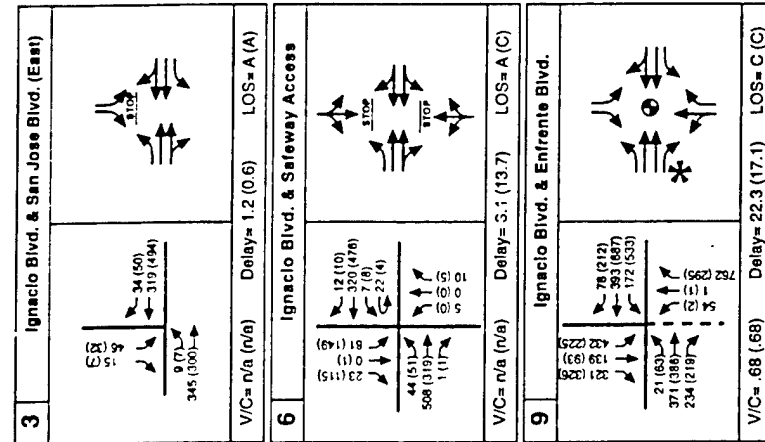 3
Ignacio Blvd. & San Jose Blvd. (East)
15 (7)
46 (32)
34 (50)
319 (494)
9 (7)
345 (300)
STOP
V/C= n/a (n/a)
Delay= 1.2 (0.6)
LOS= A (A)
6
Ignacio Blvd. & Safeway Access
23 (115)
0 (1)
81 (149)
12 (10)
320 (476)
7 (8)
22 (4)
44 (51)
508 (319)
1 (1)
5 (0)
0 (0)
10 (5)
STOP
STOP
V/C= n/a (n/a)
Delay= 3.1 (13.7)
LOS= A (C)
9
Ignacio Blvd. & Enfrente Blvd.
321 (326)
139 (93)
432 (225)
78 (212)
393 (687)
172 (533)
21 (63)
371 (388)
234 (219)
54 (2)
1 (1)
762 (295)
V/C= .68 (.68)
Delay= 22.3 (17.1)
LOS= C (C)